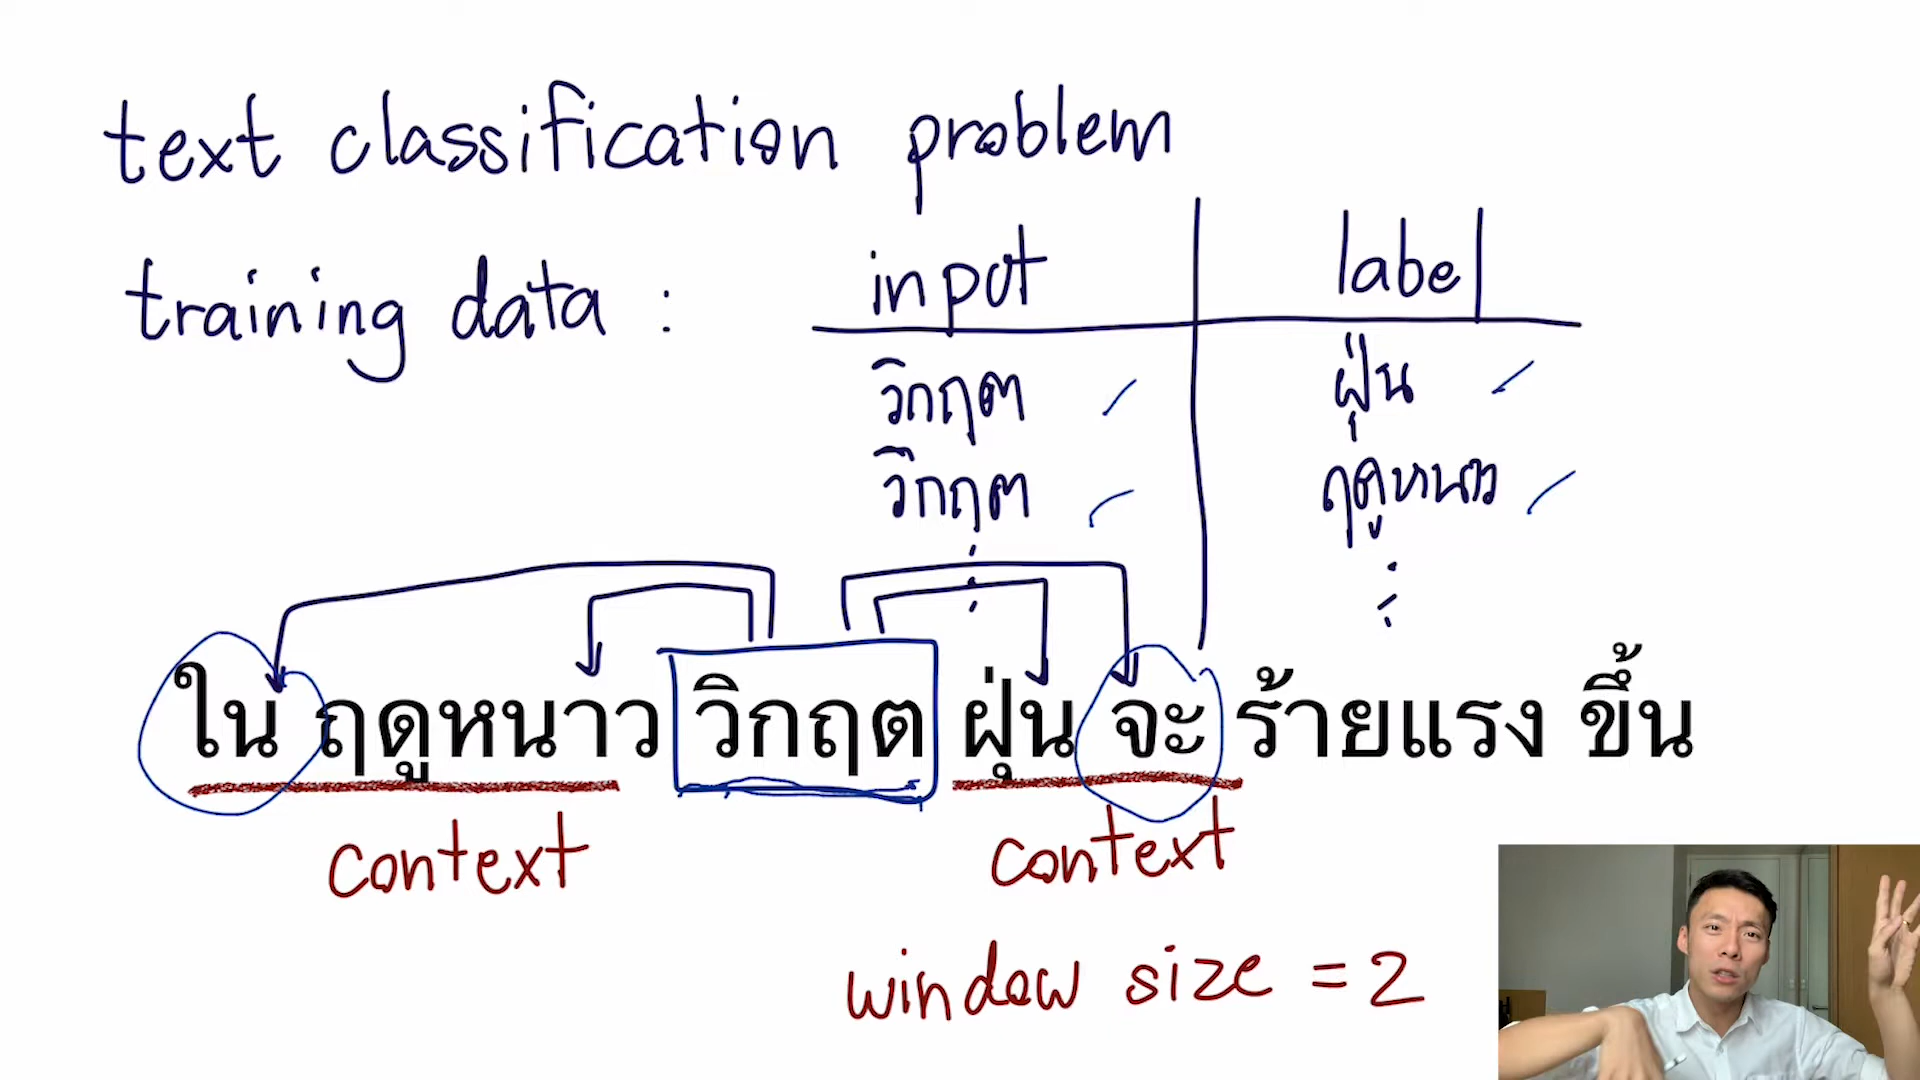 text classification problem
training data :
input label
วิกฤต ฝุ่น
วิกฤต ฤดูหนาว
ใน ฤดูหนาว วิกฤต ฝุ่น จะ ร้ายแรง ขึ้น
context context
window size = 2